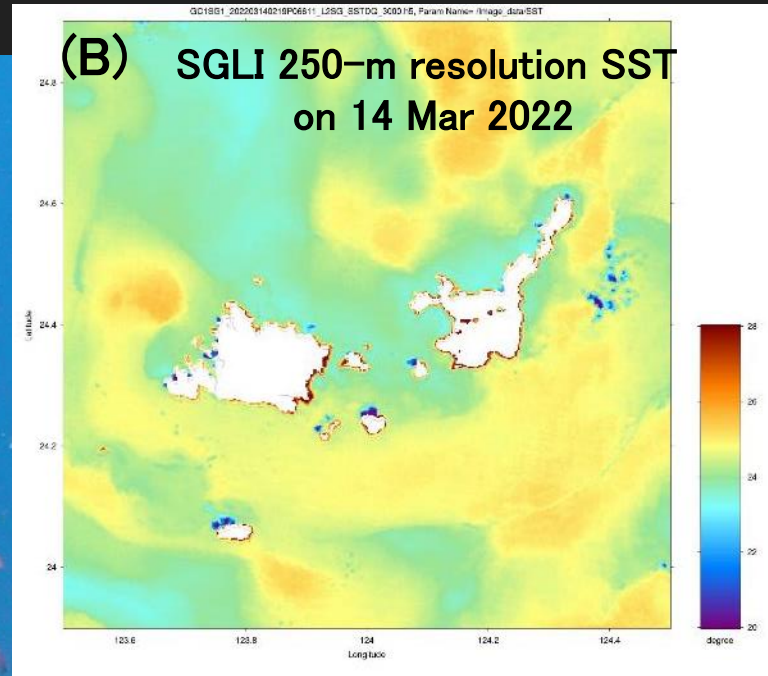 GC1SG1_20220314D219P06611_L2SG_SSTDQ_3000.h5, Param Name= /Image_data/SST
(B) SGLI 250-m resolution SST
on 14 Mar 2022
24.8
24.6
24.4
24.2
24
Latitude
123.6 123.8 124 124.2 124.4
Longitude
28
26
24
22
20
degree